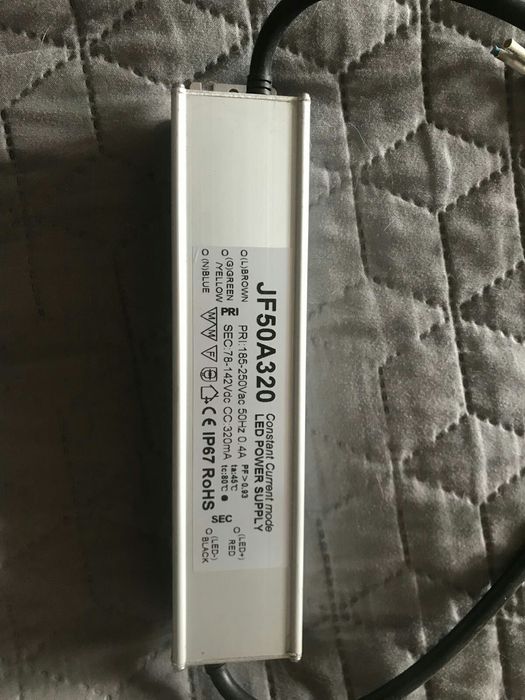 JF50A320
Constant Current mode
LED POWER SUPPLY
(L)BROWN
(G)GREEN
/YELLOW
(N)BLUE
PRI
PRI:185-250Vac 50Hz 0.4A PF>0.93
SEC:78-142Vdc CC:320mA
ta:45℃
tc:80℃
M M F CE IP67 RoHS
SEC
(LED+)
RED
(LED-)
BLACK